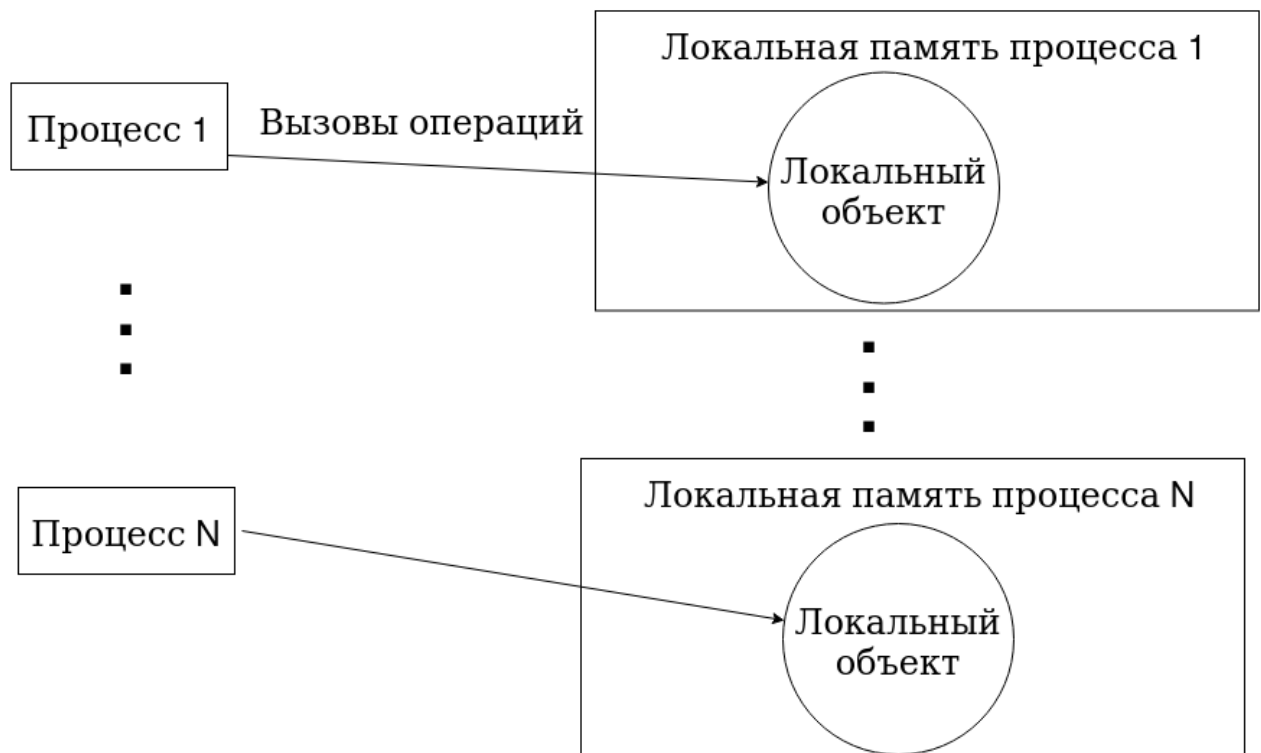 Локальная память процесса 1
Процесс 1
Вызовы операций
Локальный
объект
Локальная память процесса N
Процесс N
Локальный
объект